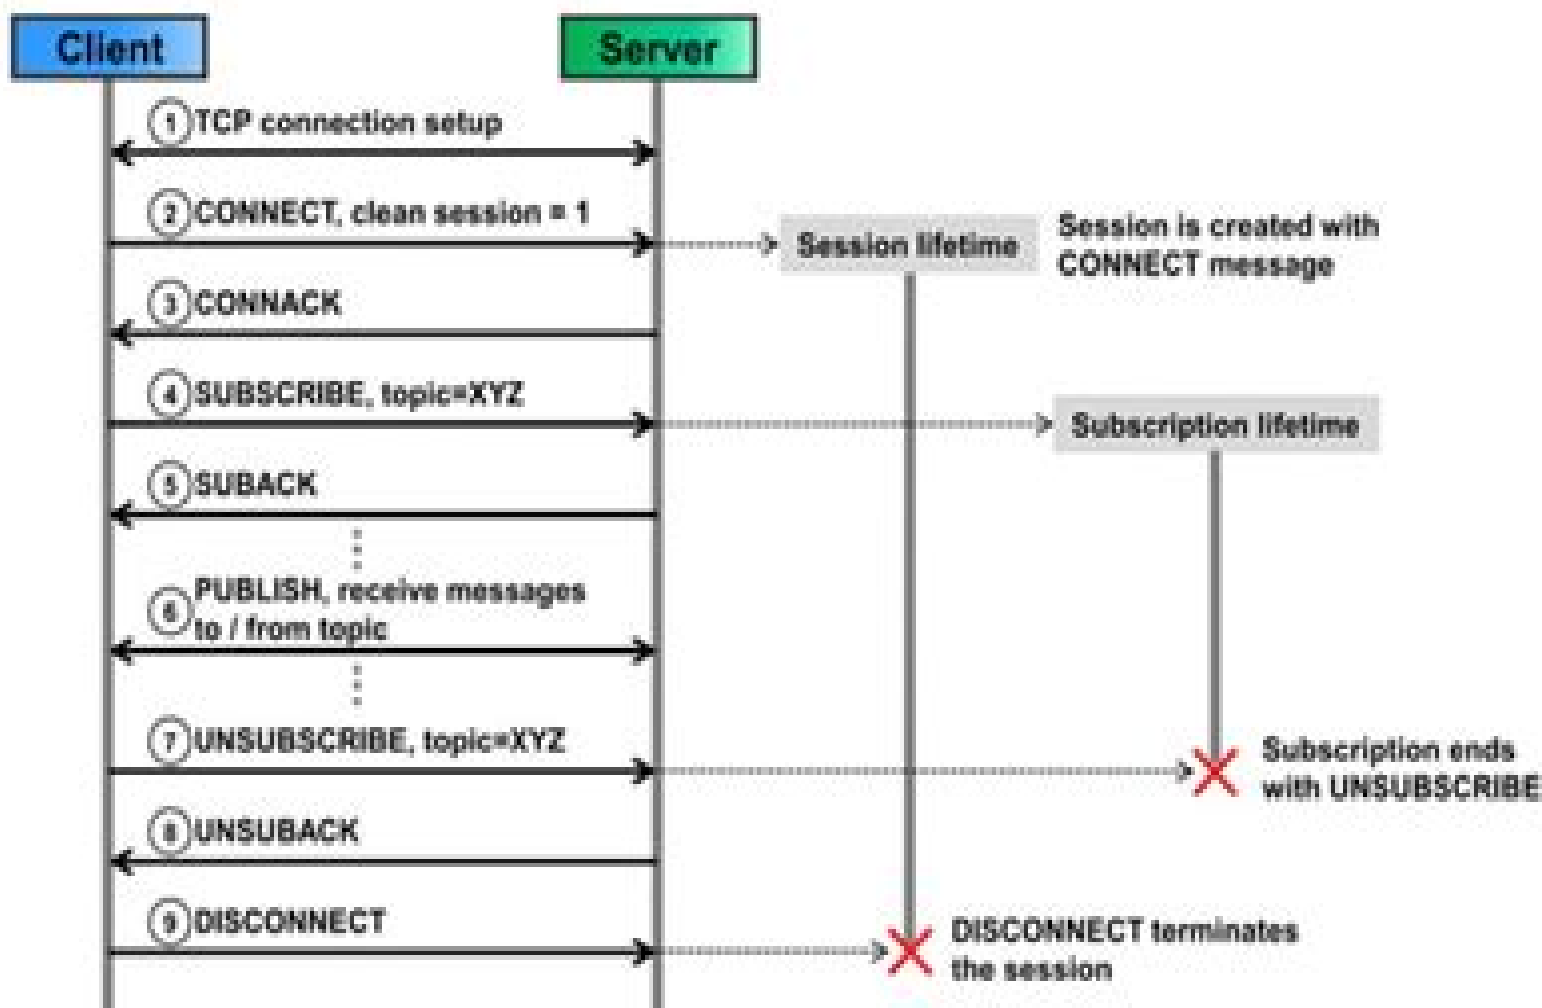 Client
Server
1 TCP connection setup
2 CONNECT, clean session = 1
Session lifetime
Session is created with
CONNECT message
3 CONNACK
4 SUBSCRIBE, topic=XYZ
Subscription lifetime
5 SUBACK
6 PUBLISH, receive messages
to / from topic
7 UNSUBSCRIBE, topic=XYZ
Subscription ends
with UNSUBSCRIBE
8 UNSUBACK
9 DISCONNECT
DISCONNECT terminates
the session